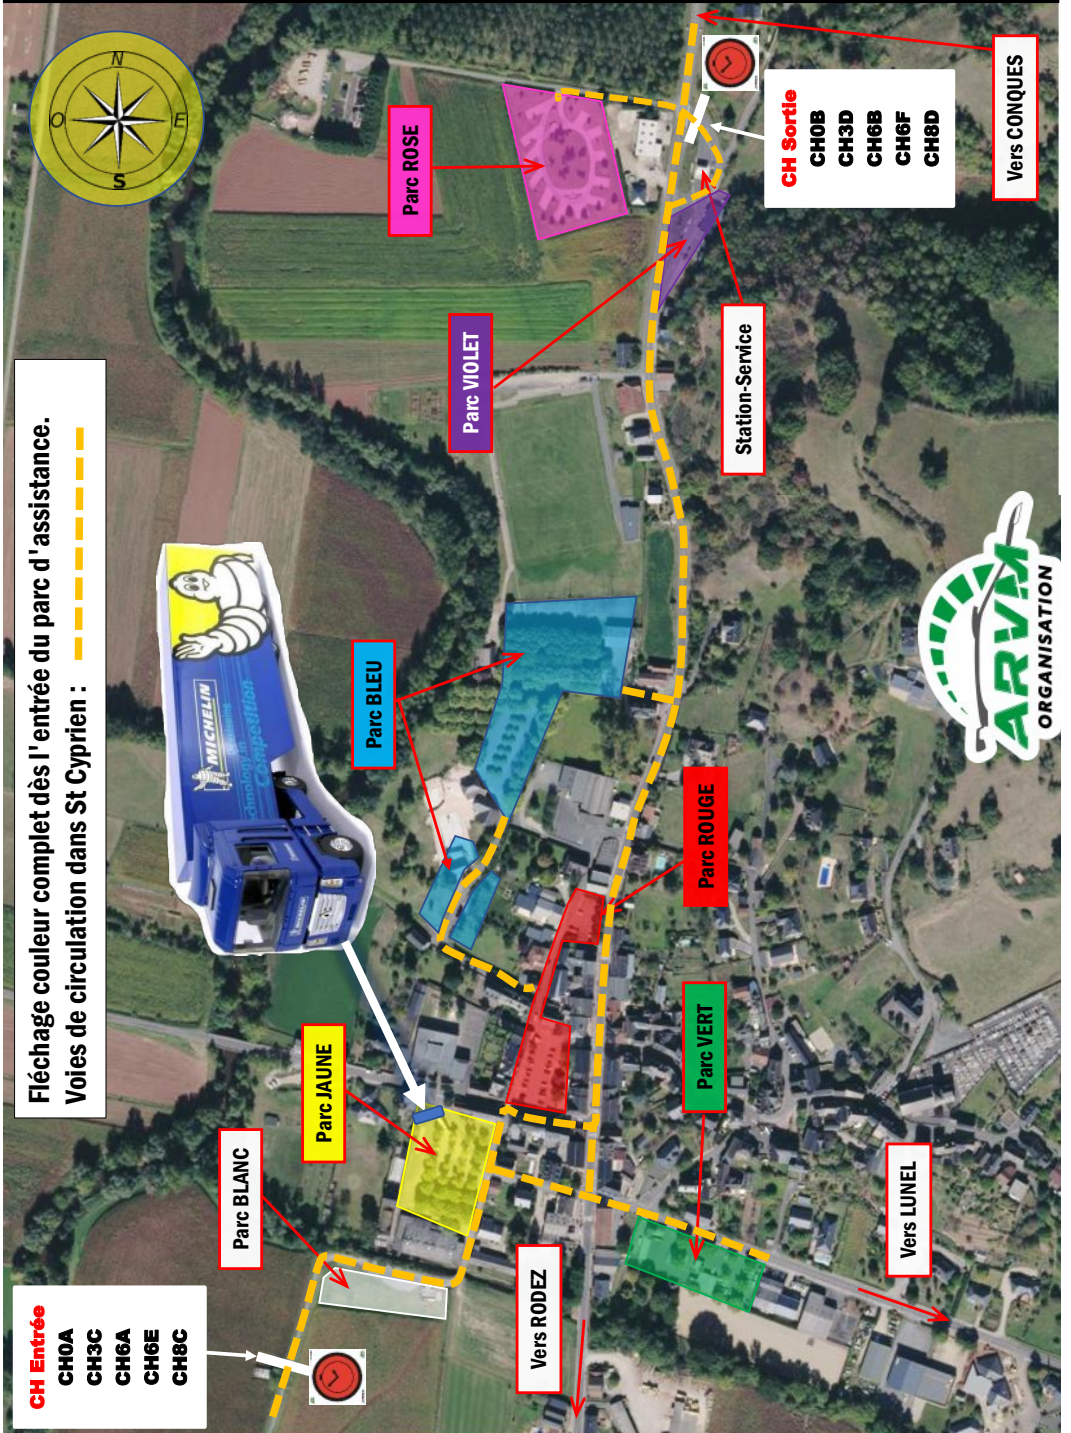 Fléchage couleur complet dès l'entrée du parc d'assistance.
Voies de circulation dans St Cyprien :
N
E
S
O
CH Entrée
CH0A
CH3C
CH6A
CH6E
CH8C
Parc BLANC
Parc JAUNE
MICHELIN
Competition
MICHELIN
Parc BLEU
Parc VIOLET
Parc ROSE
Vers RODEZ
Parc VERT
Parc ROUGE
Station-Service
CH Sortie
CH0B
CH3D
CH6B
CH6F
CH8D
Vers LUNEL
ARVM
ORGANISATION
Vers CONQUES